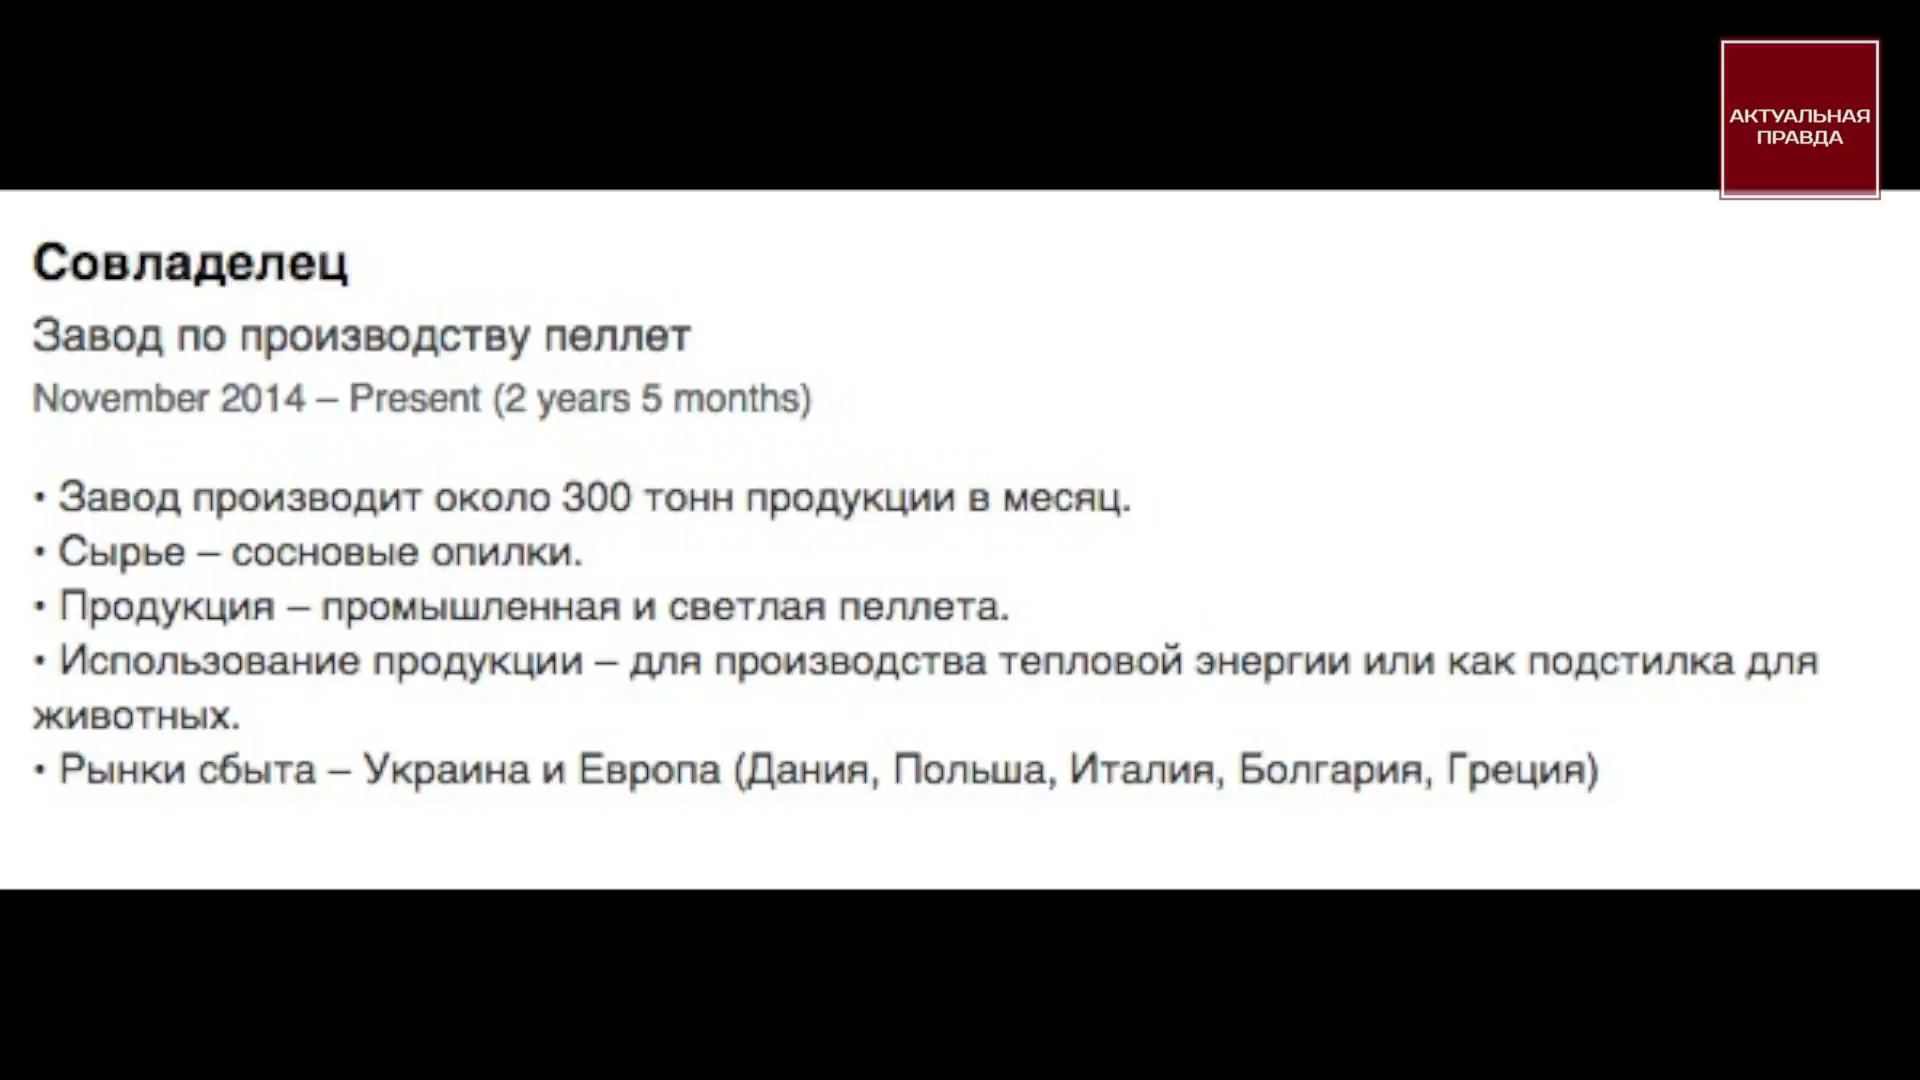 АКТУАЛЬНАЯ
ПРАВДА
Совладелец
Завод по производству пеллет
November 2014 – Present (2 years 5 months)
• Завод производит около 300 тонн продукции в месяц.
• Сырье – сосновые опилки.
• Продукция – промышленная и светлая пеллета.
• Использование продукции – для производства тепловой энергии или как подстилка для
животных.
• Рынки сбыта – Украина и Европа (Дания, Польша, Италия, Болгария, Греция)